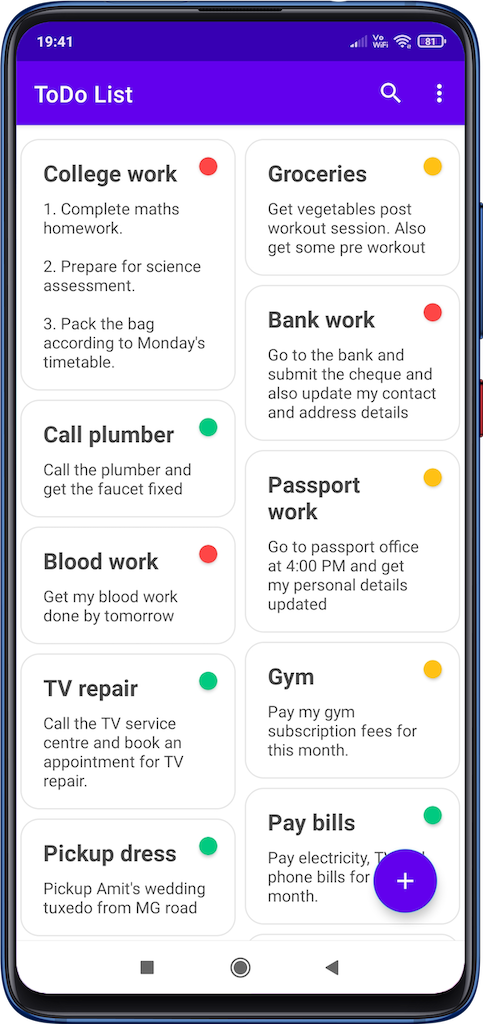 19:41
Vo
WiFi
81
ToDo List
College work
1. Complete maths
homework.
2. Prepare for science
assessment.
3. Pack the bag
according to Monday's
timetable.
Call plumber
Call the plumber and
get the faucet fixed
Blood work
Get my blood work
done by tomorrow
TV repair
Call the TV service
centre and book an
appointment for TV
repair.
Pickup dress
Pickup Amit's wedding
tuxedo from MG road
Groceries
Get vegetables post
workout session. Also
get some pre workout
Bank work
Go to the bank and
submit the cheque and
also update my contact
and address details
Passport
work
Go to passport office
at 4:00 PM and get
my personal details
updated
Gym
Pay my gym
subscription fees for
this month.
Pay bills
Pay electricity,
phone bills for
month.